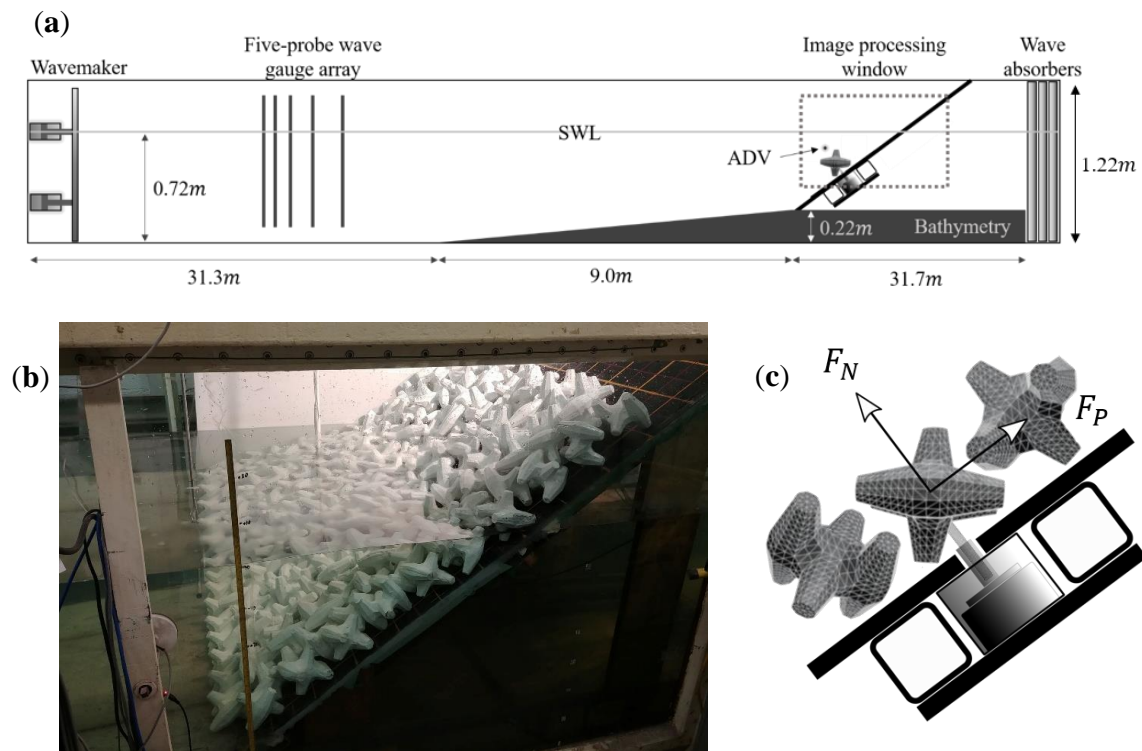 (a)
Five-probe wave
gauge array
Image processing
window
Wave
absorbers
Wavemaker
SWL
ADV
0.72m
1.22m
0.22m
Bathymetry
31.3m
9.0m
31.7m
(b)
(c)
F_N
F_P